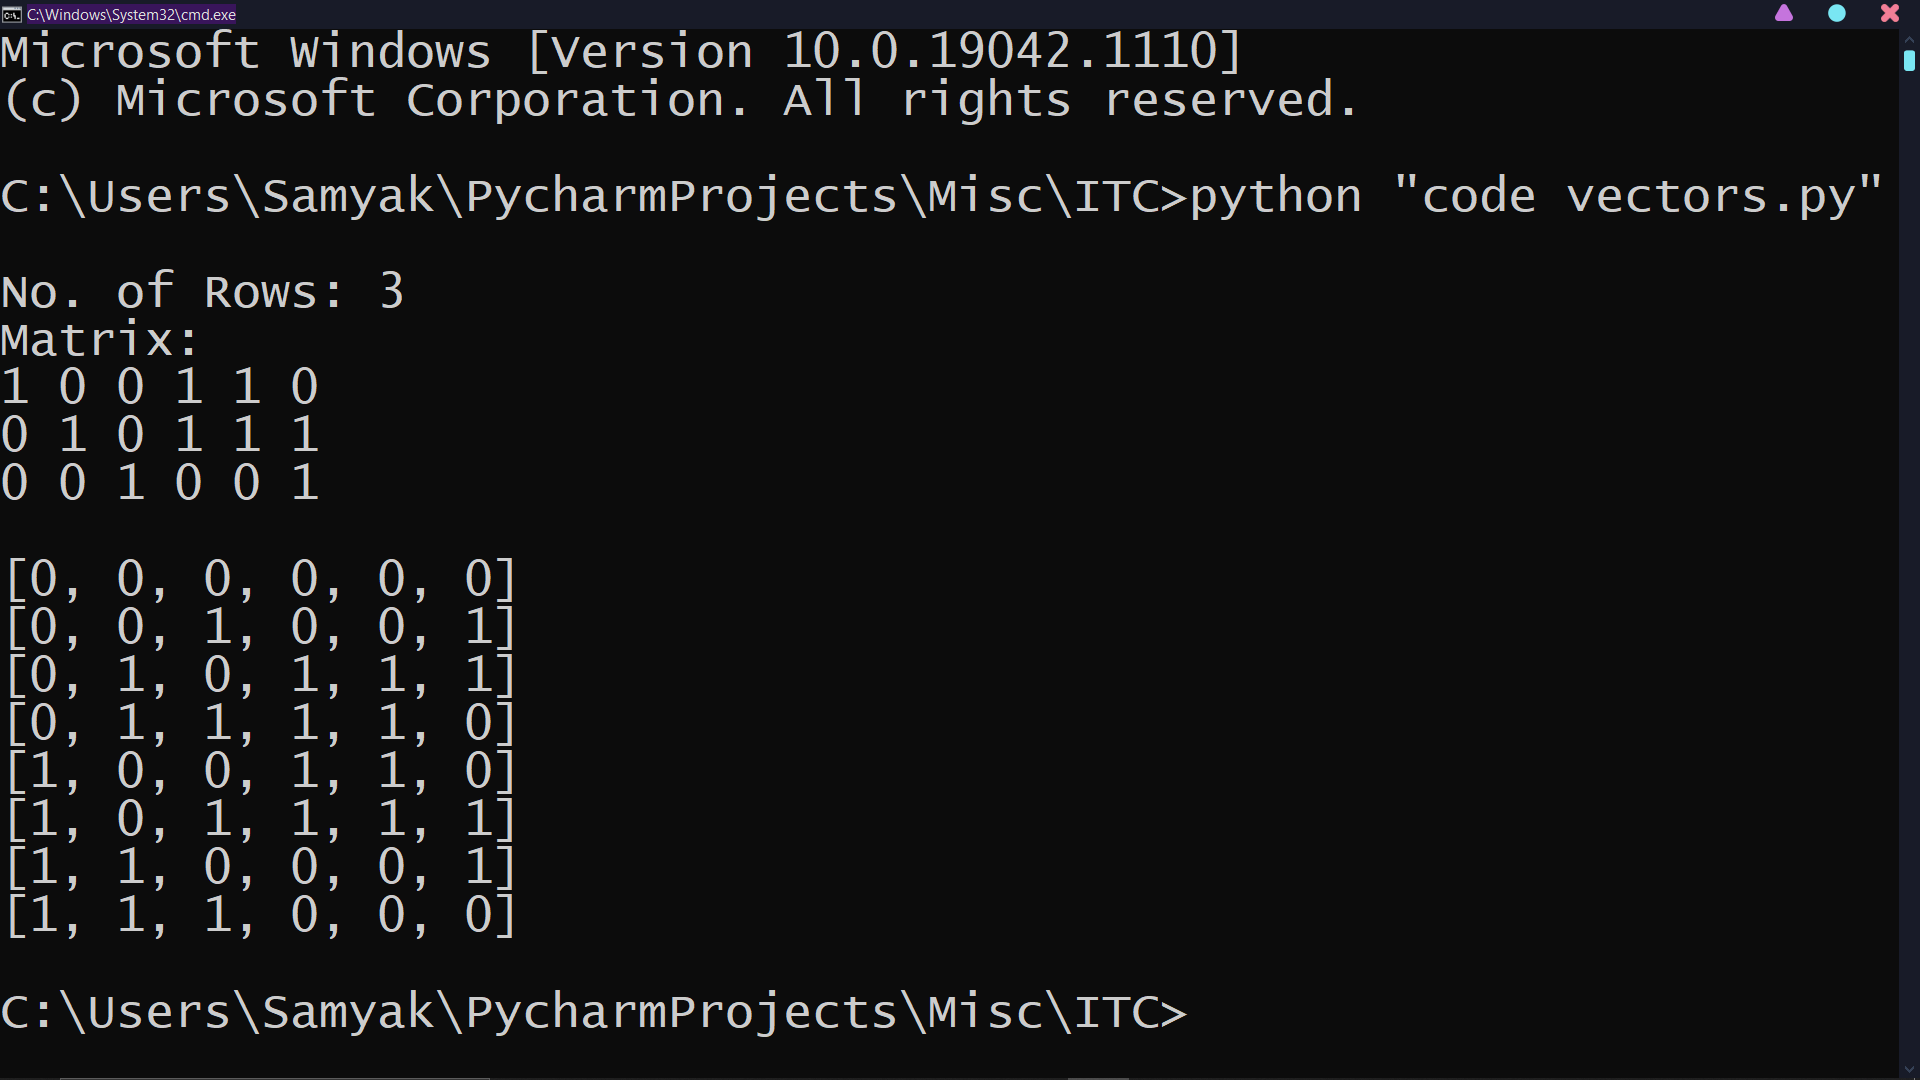 C:\Windows\System32\cmd.exe
Microsoft Windows [Version 10.0.19042.1110]
(c) Microsoft Corporation. All rights reserved.
C:\Users\Samyak\PycharmProjects\Misc\ITC>python "code vectors.py"
No. of Rows: 3
Matrix:
1 0 0 1 1 0
0 1 0 1 1 1
0 0 1 0 0 1
[0, 0, 0, 0, 0, 0]
[0, 0, 1, 0, 0, 1]
[0, 1, 0, 1, 1, 1]
[0, 1, 1, 1, 1, 0]
[1, 0, 0, 1, 1, 0]
[1, 0, 1, 1, 1, 1]
[1, 1, 0, 0, 0, 1]
[1, 1, 1, 0, 0, 0]
C:\Users\Samyak\PycharmProjects\Misc\ITC>